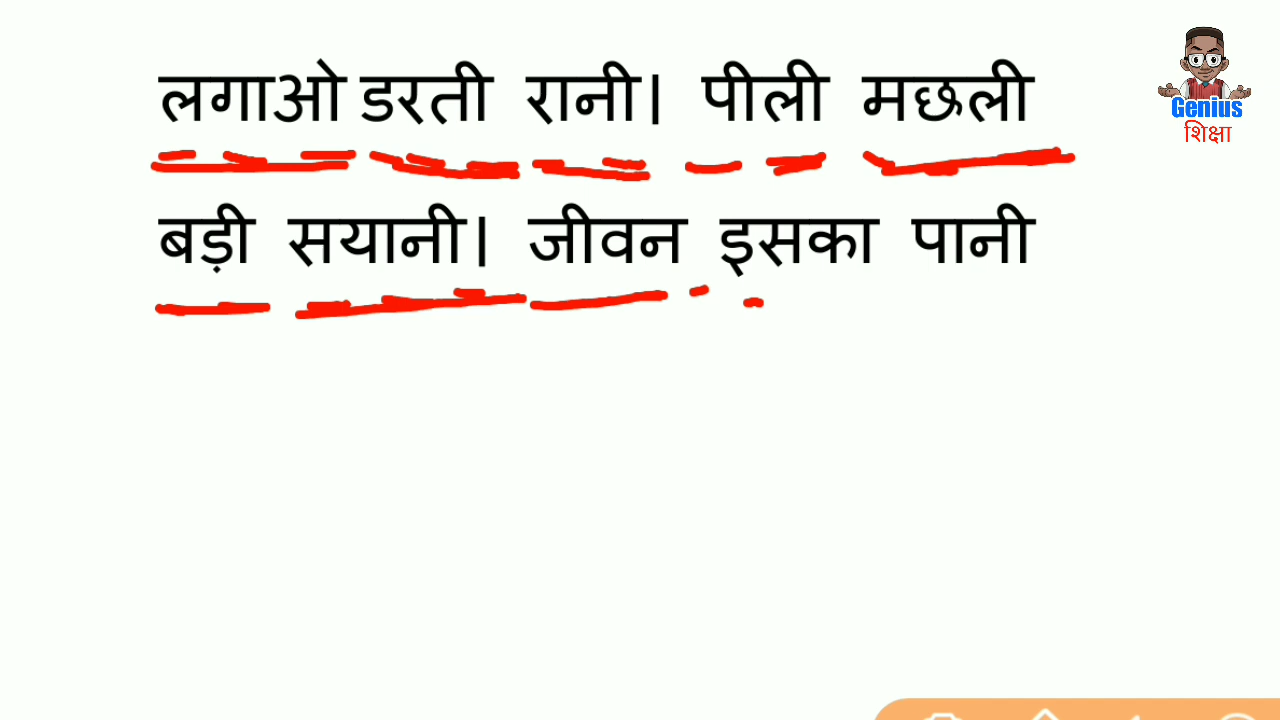 लगाओ डरती रानी। पीली मछली
बड़ी सयानी। जीवन इसका पानी
Genius
शिक्षा